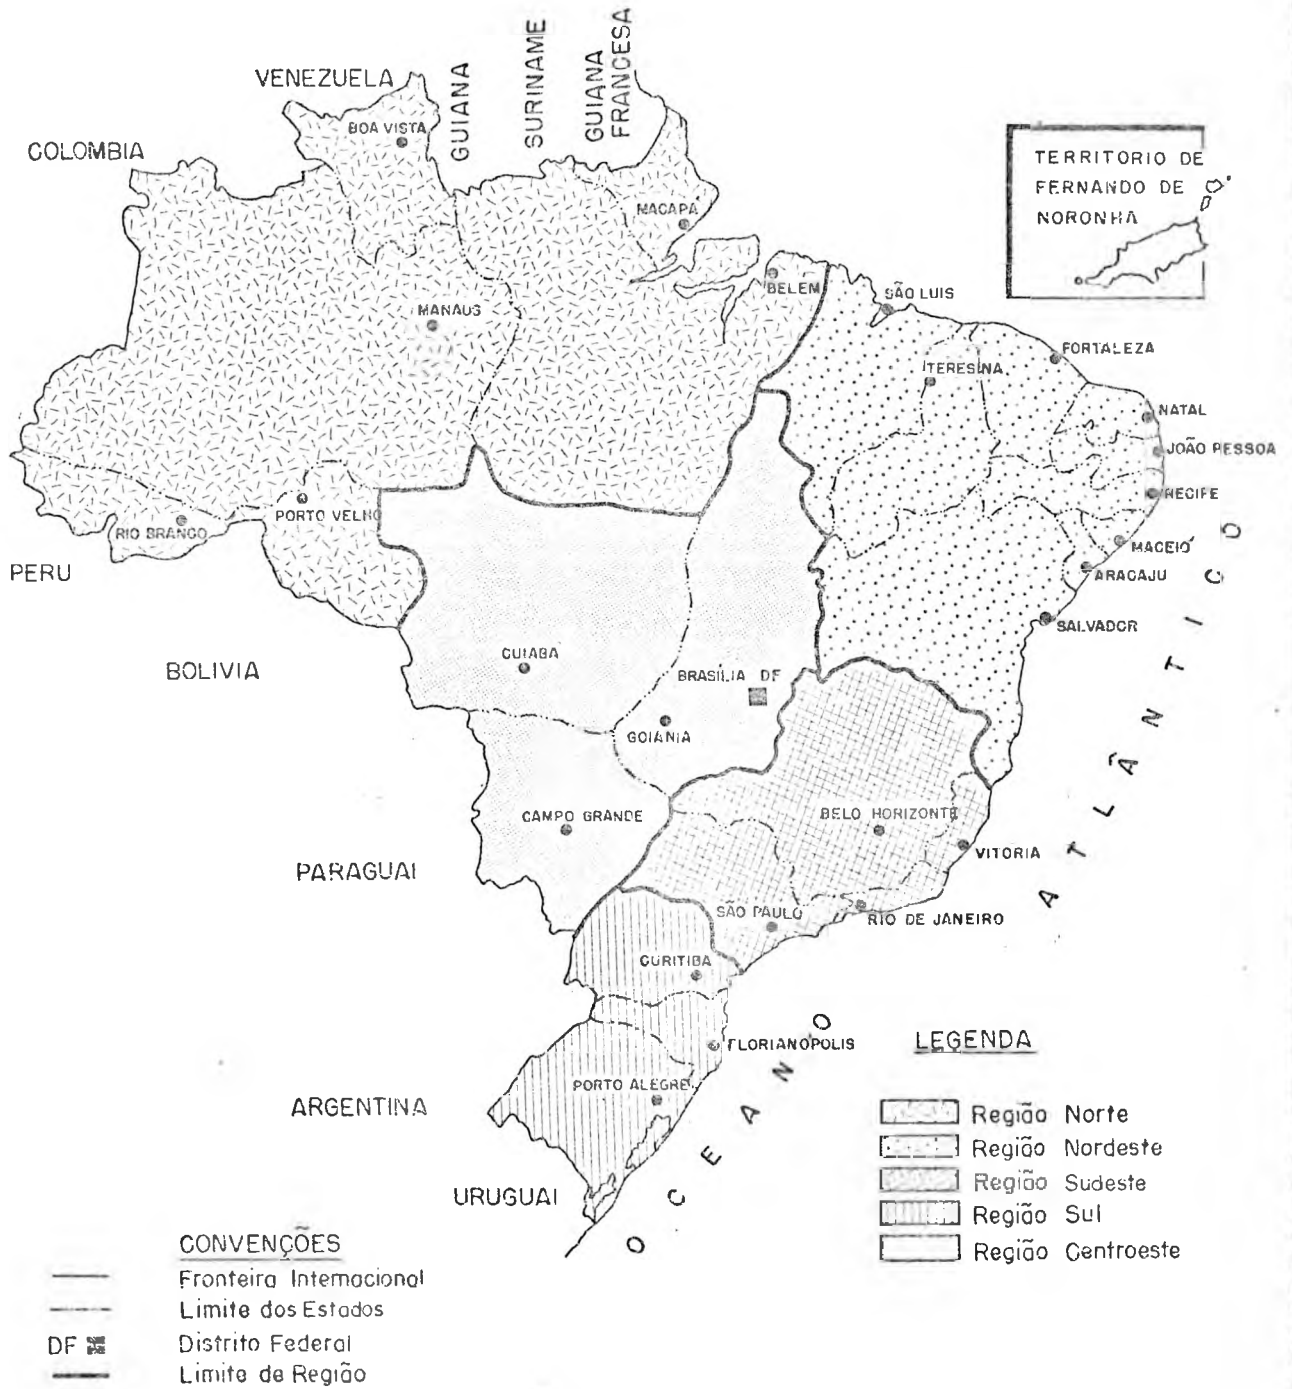 VENEZUELA
GUIANA
SURINAME
GUIANA
FRANCESA
COLOMBIA
BOA VISTA
MACAPÁ
TERRITORIO DE
FERNANDO DE
NORONHA
BELEM
SÃO LUIS
MANAUS
FORTALEZA
TERESINA
NATAL
JOÃO PESSOA
RECIFE
PORTO VELHO
RIO BRANCO
MACEIÓ
ARACAJU
PERU
SALVADOR
BOLIVIA
CUIABA
BRASÍLIA DF
GOIÂNIA
CAMPO GRANDE
BELO HORIZONTE
VITORIA
PARAGUAI
SÃO PAULO
RIO DE JANEIRO
CURITIBA
OCEANO ATLÂNTICO
FLORIANOPOLIS
PORTO ALEGRE
ARGENTINA
URUGUAI
LEGENDA
Região Norte
Região Nordeste
Região Sudeste
Região Sul
Região Centroeste
CONVENÇÕES
Fronteira Internacional
Limite dos Estados
DF Distrito Federal
Limite de Região